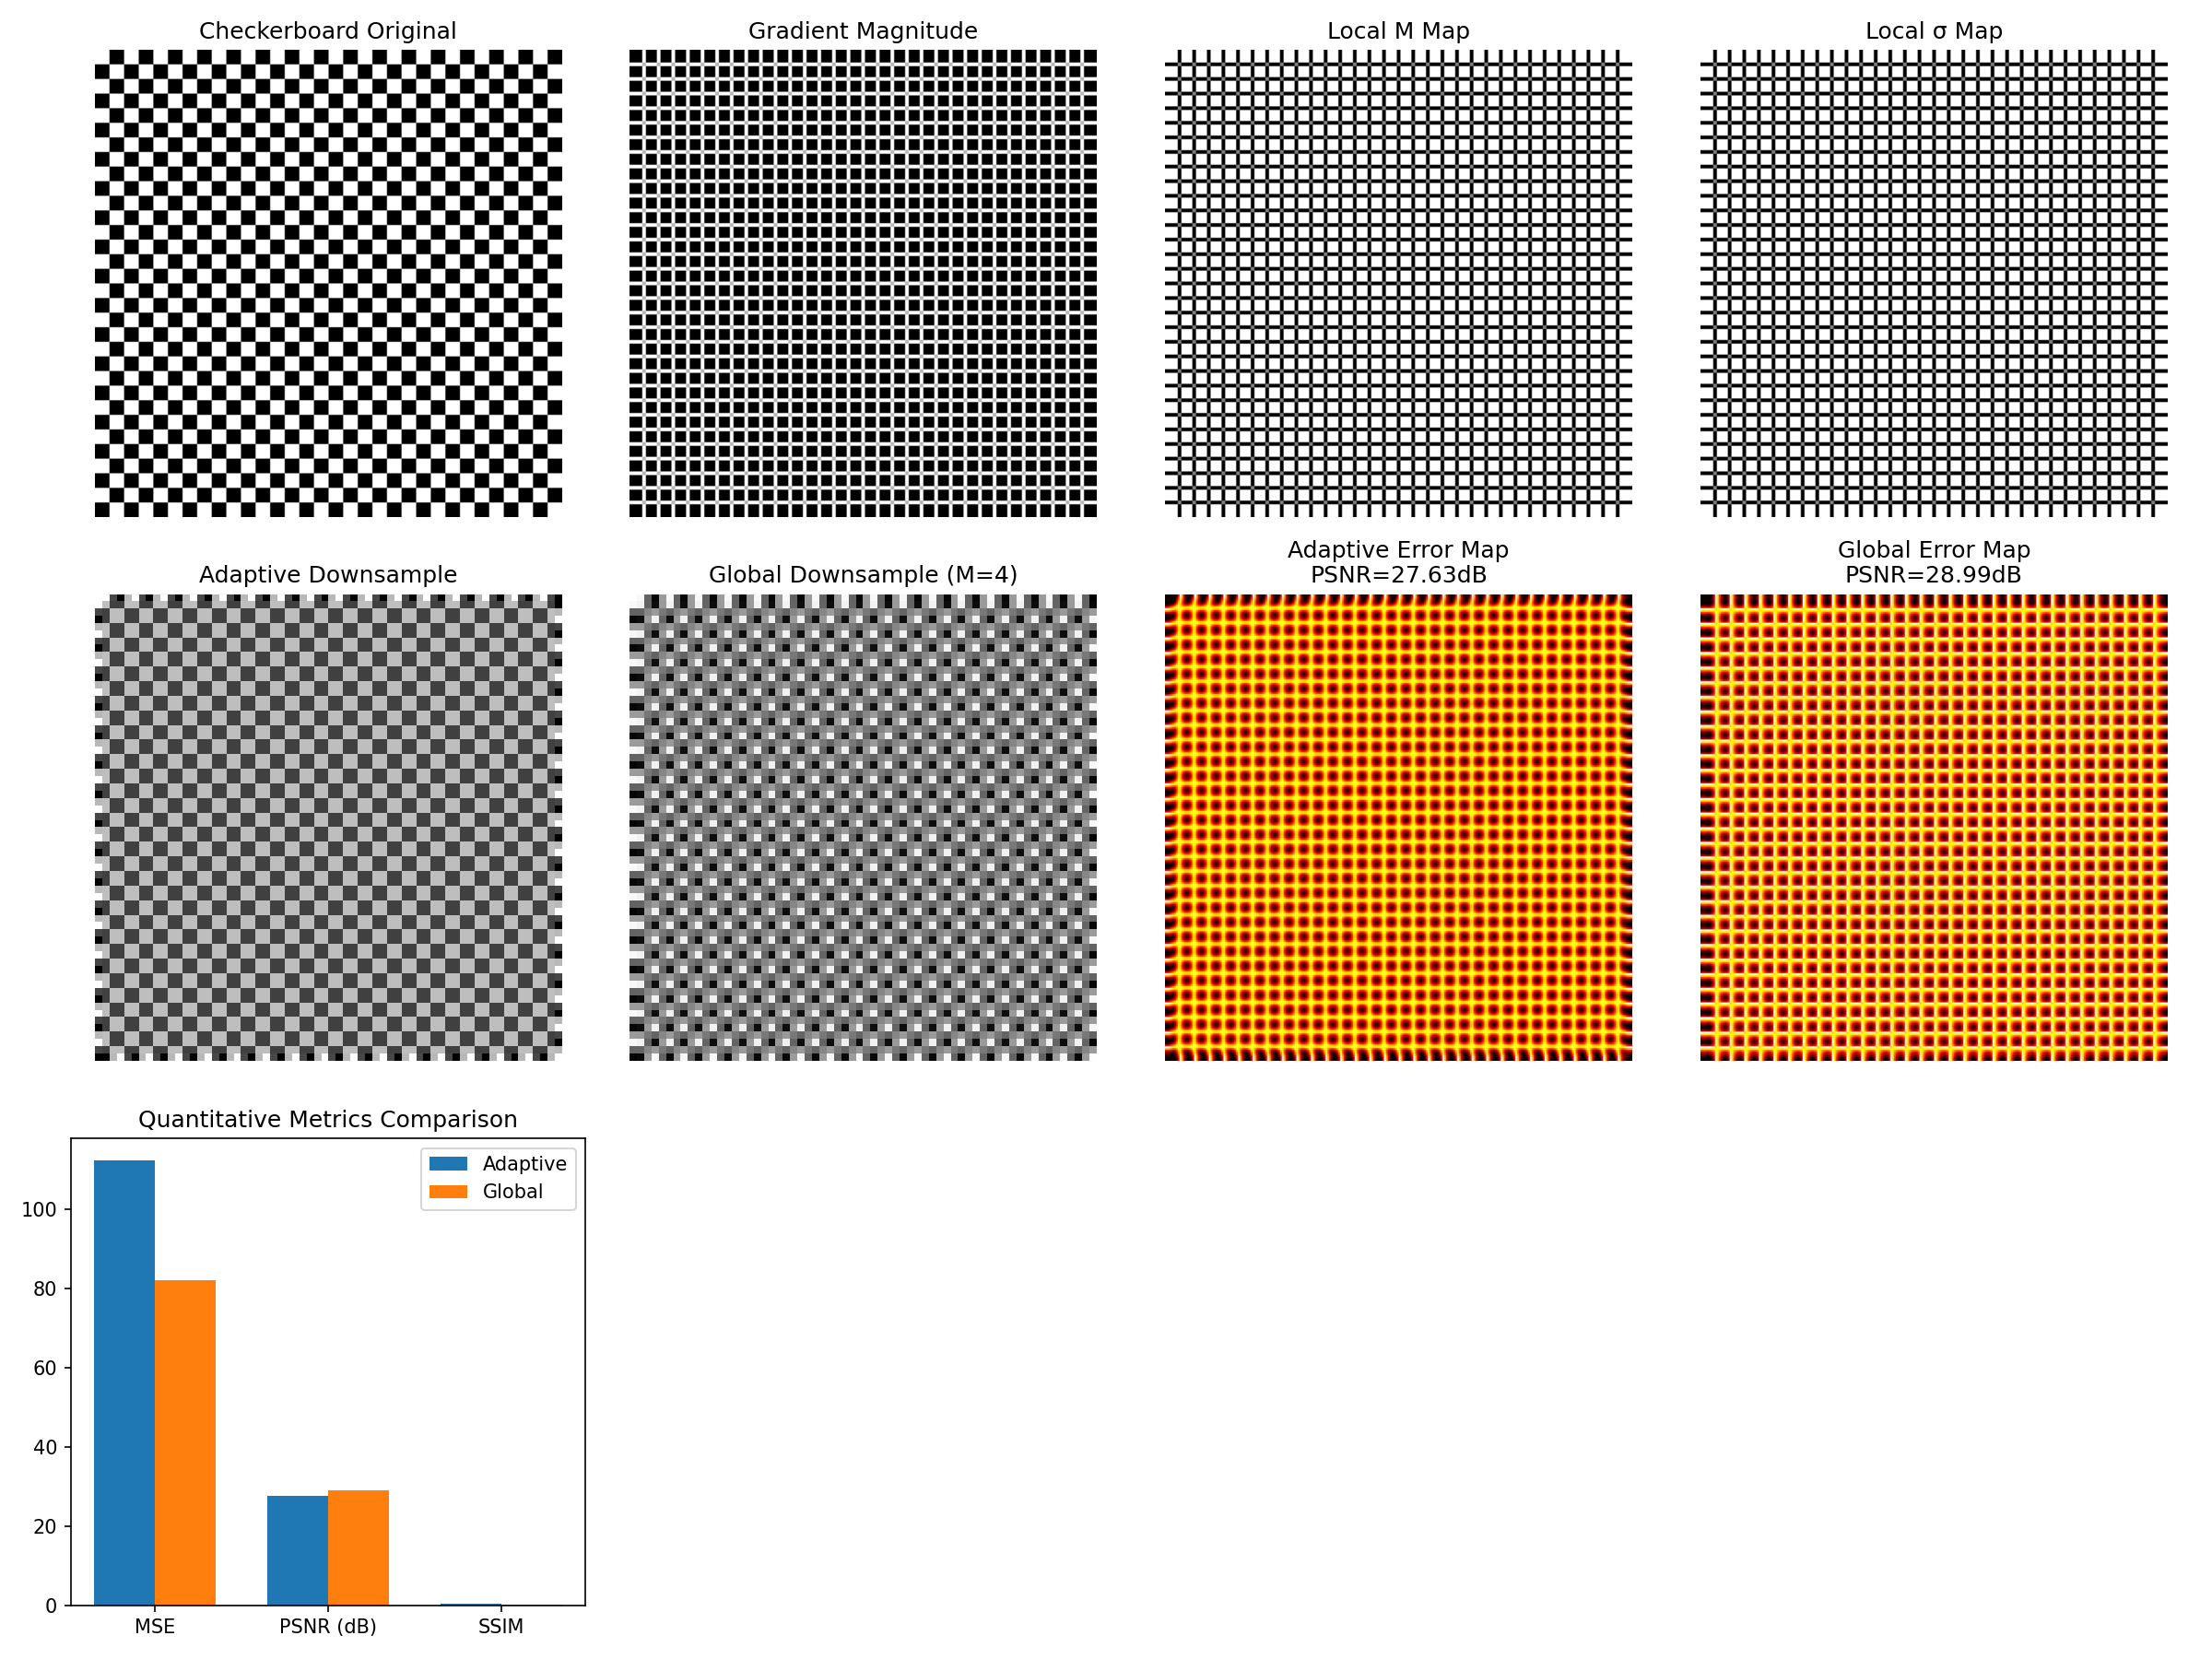 Checkerboard Original
Gradient Magnitude
Local M Map
Local σ Map
Adaptive Downsample
Global Downsample (M=4)
Adaptive Error Map
PSNR=27.63dB
Global Error Map
PSNR=28.99dB
Quantitative Metrics Comparison
Adaptive
Global
100
80
60
40
20
0
MSE
PSNR (dB)
SSIM